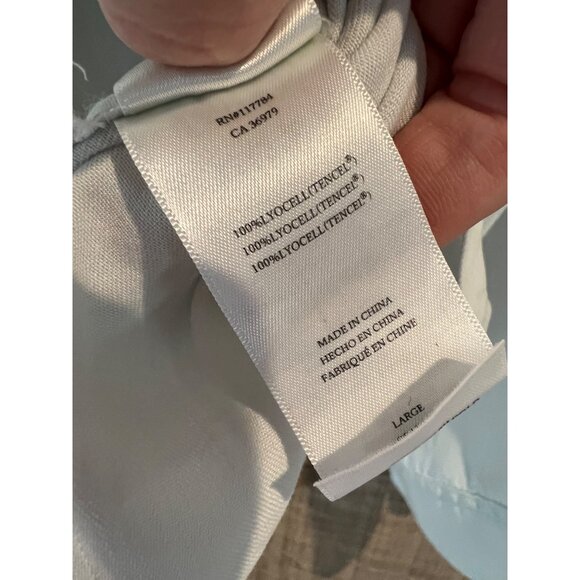 RN#117784
CA 36979
100%LYOCELL(TENCEL®)
100%LYOCELL(TENCEL®)
100%LYOCELL(TENCEL®)
MADE IN CHINA
HECHO EN CHINA
FABRIQUÉ EN CHINE
LARGE